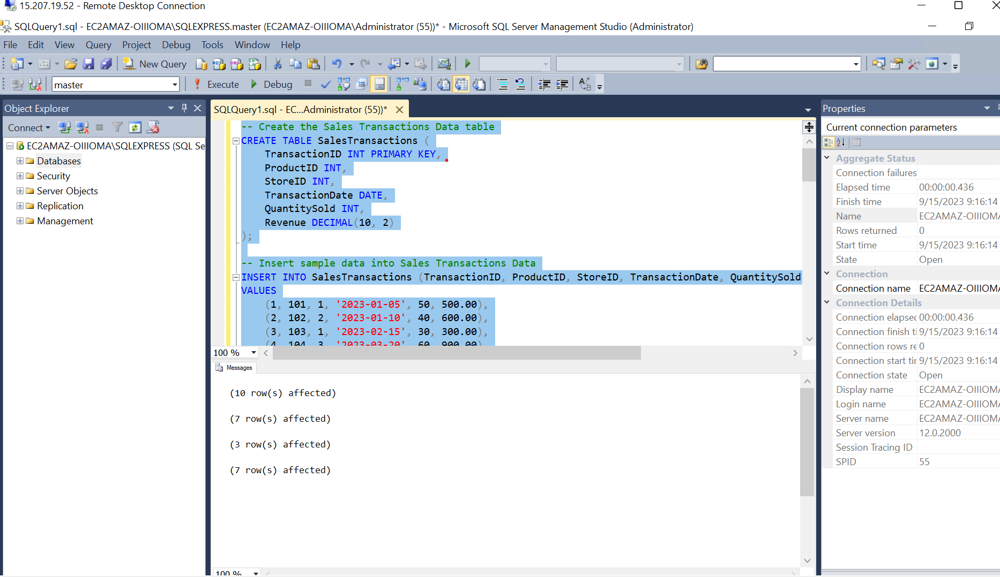 15.207.19.52 - Remote Desktop Connection
SQLQuery1.sql - EC2AMAZ-OIIIOMA\SQLEXPRESS.master (EC2AMAZ-OIIIOMA\Administrator (55))* - Microsoft SQL Server Management Studio (Administrator)
File Edit View Query Project Debug Tools Window Help
New Query
master Execute Debug
Object Explorer
Connect
EC2AMAZ-OIIIOMA\SQLEXPRESS (SQL Se
Databases
Security
Server Objects
Replication
Management
SQLQuery1.sql - EC...Administrator (55))*
-- Create the Sales Transactions Data table
CREATE TABLE SalesTransactions (
TransactionID INT PRIMARY KEY,
ProductID INT,
StoreID INT,
TransactionDate DATE,
QuantitySold INT,
Revenue DECIMAL(10, 2)
);
-- Insert sample data into Sales Transactions Data
INSERT INTO SalesTransactions (TransactionID, ProductID, StoreID, TransactionDate, QuantitySold
VALUES
(1, 101, 1, '2023-01-05', 50, 500.00),
(2, 102, 2, '2023-01-10', 40, 600.00),
(3, 103, 1, '2023-02-15', 30, 300.00),
(4, 104, 3, '2023-03-20', 60, 900.00)
100 %
Messages
(10 row(s) affected)
(7 row(s) affected)
(3 row(s) affected)
(7 row(s) affected)
100 %
Properties
Current connection parameters
Aggregate Status
Connection failures
Elapsed time 00:00:00.436
Finish time 9/15/2023 9:16:14
Name EC2AMAZ-OIIIOMA
Rows returned 0
Start time 9/15/2023 9:16:14
State Open
Connection
Connection name EC2AMAZ-OIIIOMA
Connection Details
Connection elapsec 00:00:00.436
Connection finish ti 9/15/2023 9:16:14
Connection rows re 0
Connection start tir 9/15/2023 9:16:14
Connection state Open
Display name EC2AMAZ-OIIIOMA
Login name EC2AMAZ-OIIIOMA
Server name EC2AMAZ-OIIIOMA
Server version 12.0.2000
Session Tracing ID
SPID 55